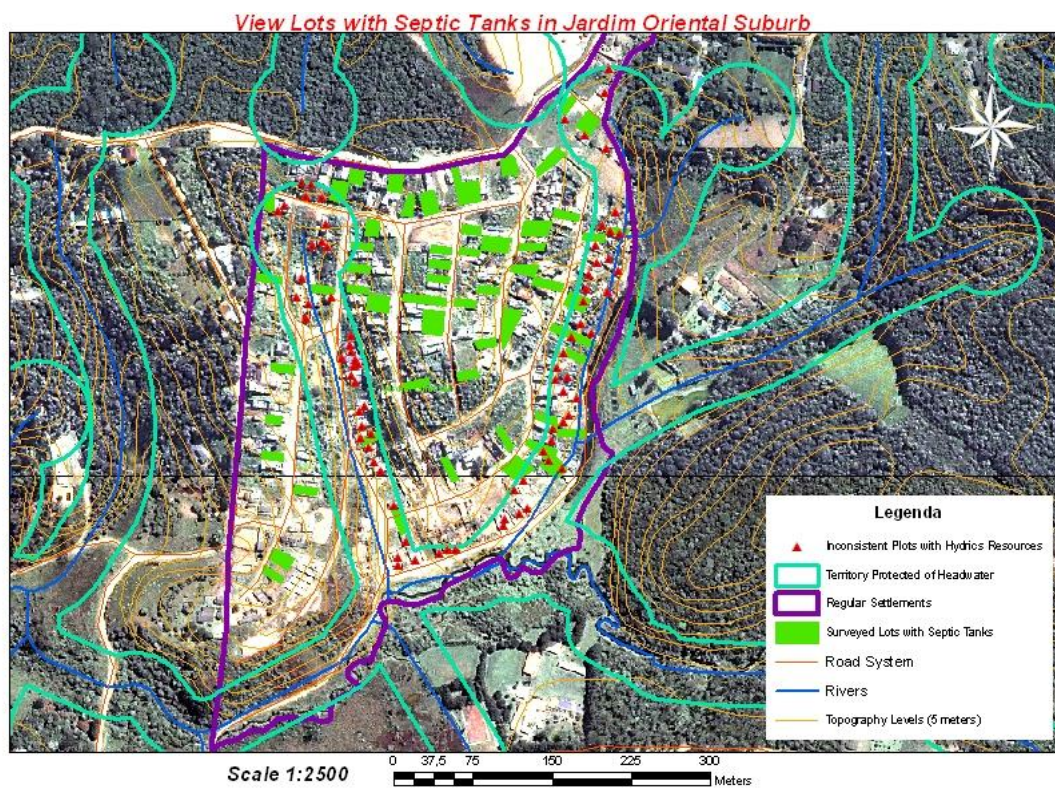 View Lots with Septic Tanks in Jardim Oriental Suburb
W
E
Legenda
Inconsistent Plots with Hydrics Resources
Territory Protected of Headwater
Regular Settlements
Surveyed Lots with Septic Tanks
Road System
Rivers
Topography Levels (5 meters)
Scale 1:2500
0 37,5 75 150 225 300
Meters